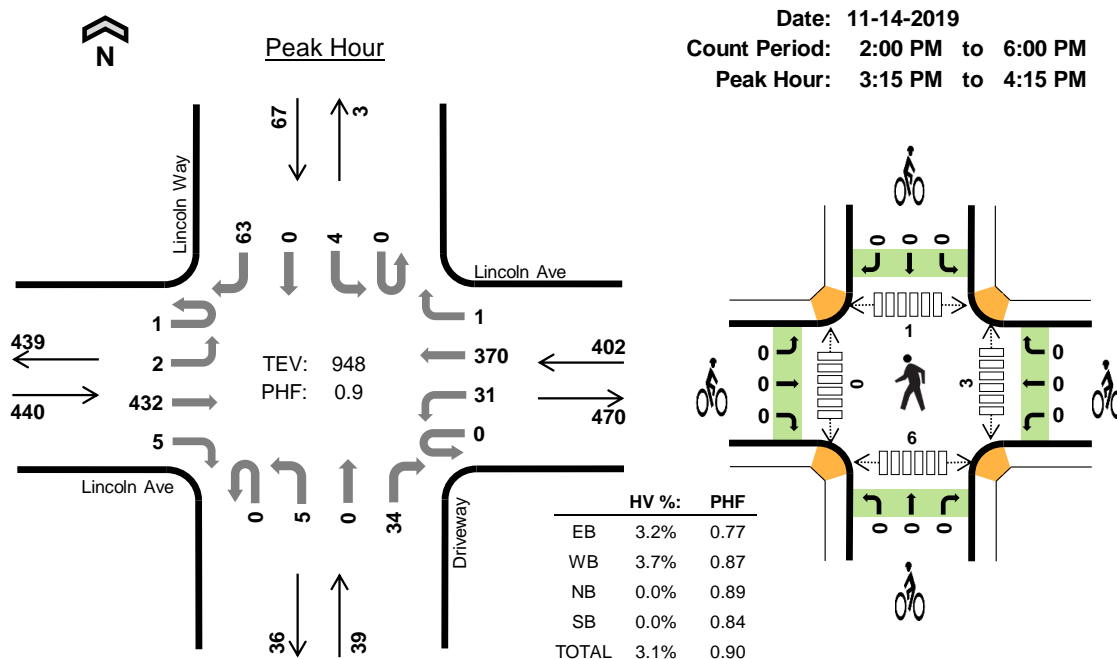 Date: 11-14-2019
Count Period: 2:00 PM to 6:00 PM
Peak Hour: 3:15 PM to 4:15 PM
N
Peak Hour
67
3
Lincoln Way
63
0
4
0
Lincoln Ave
1
2
432
5
439
440
TEV: 948
PHF: 0.9
1
370
31
0
402
470
Lincoln Ave
0
5
0
34
Driveway
36
39
HV %: PHF
EB 3.2% 0.77
WB 3.7% 0.87
NB 0.0% 0.89
SB 0.0% 0.84
TOTAL 3.1% 0.90
0 0 0
1
0
0
0
0
3
0
0
0
6
0 0 0